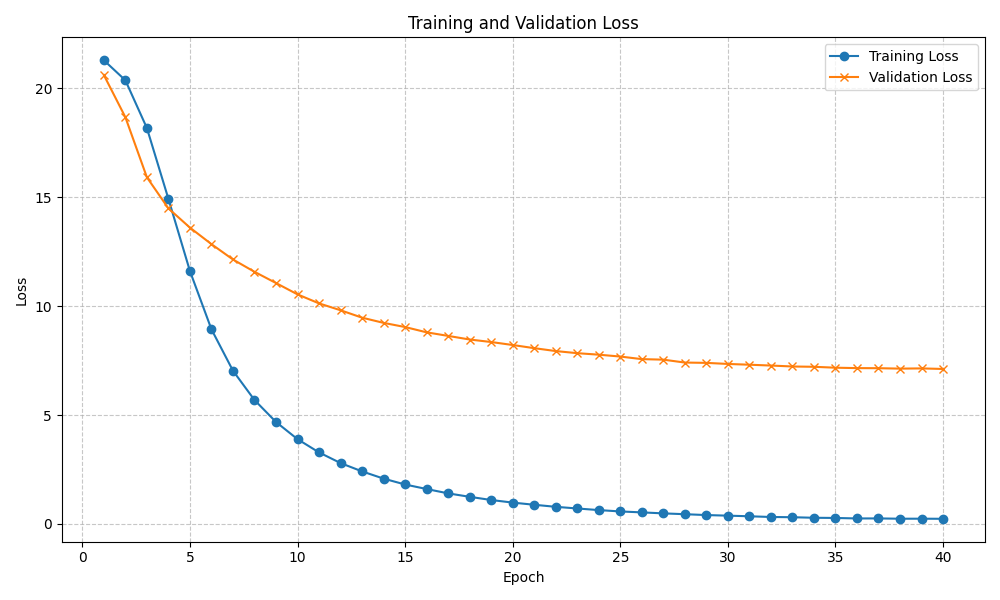 Training and Validation Loss
Training Loss
Validation Loss
Loss
20
15
10
5
0
0 5 10 15 20 25 30 35 40
Epoch